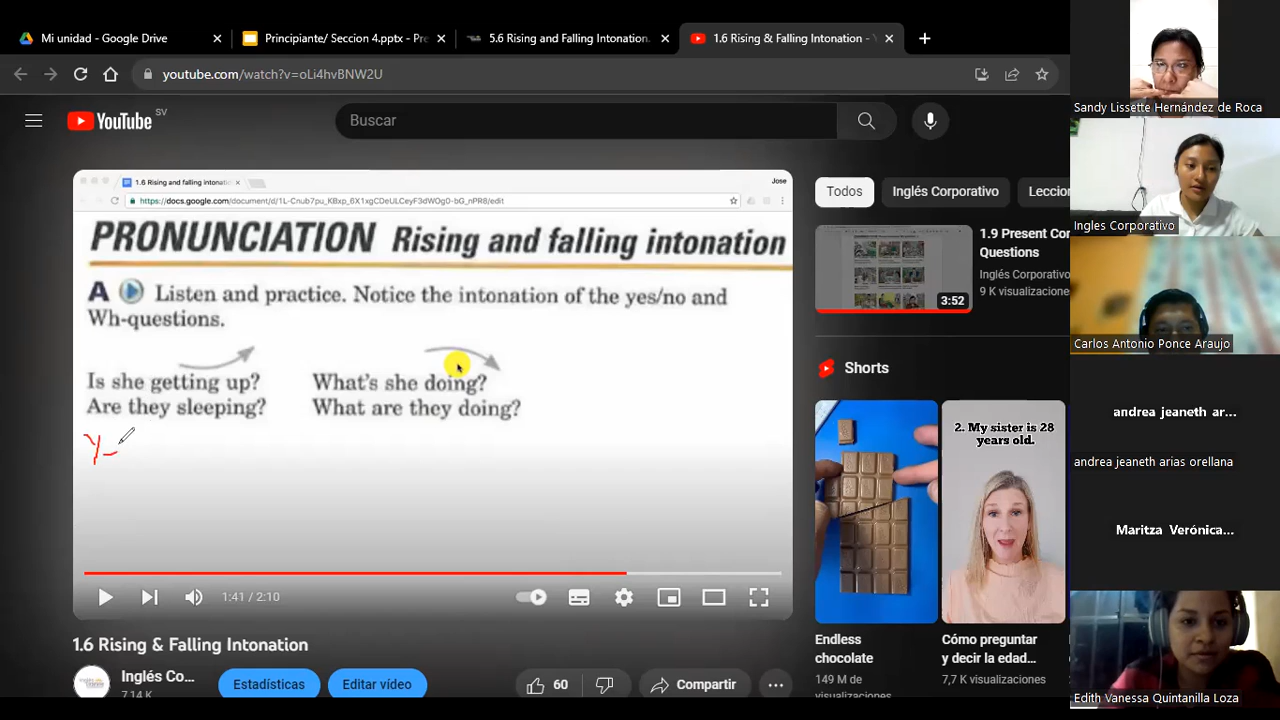 Mi unidad - Google Drive
Principiante/ Seccion 4.pptx - Pre
5.6 Rising and Falling Intonation.
1.6 Rising & Falling Intonation - Y
youtube.com/watch?v=oLi4hvBNW2U
YouTube SV
Buscar
1.6 Rising and falling intonatio
Jose
https://docs.google.com/document/d/1L-Cnub7pu_KBxp_6X1xgCDeULCeyF3dWOg0-bG_nPR8/edit
PRONUNCIATION Rising and falling intonation
A Listen and practice. Notice the intonation of the yes/no and
Wh-questions.
Is she getting up? What's she doing?
Are they sleeping? What are they doing?
Y-
1:41 / 2:10
1.6 Rising & Falling Intonation
Inglés Co...
7,14 K
Estadísticas
Editar vídeo
60
Compartir
Todos
Inglés Corporativo
Leccion
1.9 Present Con
Questions
Inglés Corporativo
9 K visualizacione
3:52
Shorts
2. My sister is 28
years old.
Endless
chocolate
149 M de
visualizaciones
Cómo preguntar
y decir la edad...
7,7 K visualizaciones
Sandy Lissette Hernández de Roca
Ingles Corporativo
Carlos Antonio Ponce Araujo
andrea jeaneth ar...
andrea jeaneth arias orellana
Maritza Verónica...
Edith Vanessa Quintanilla Loza